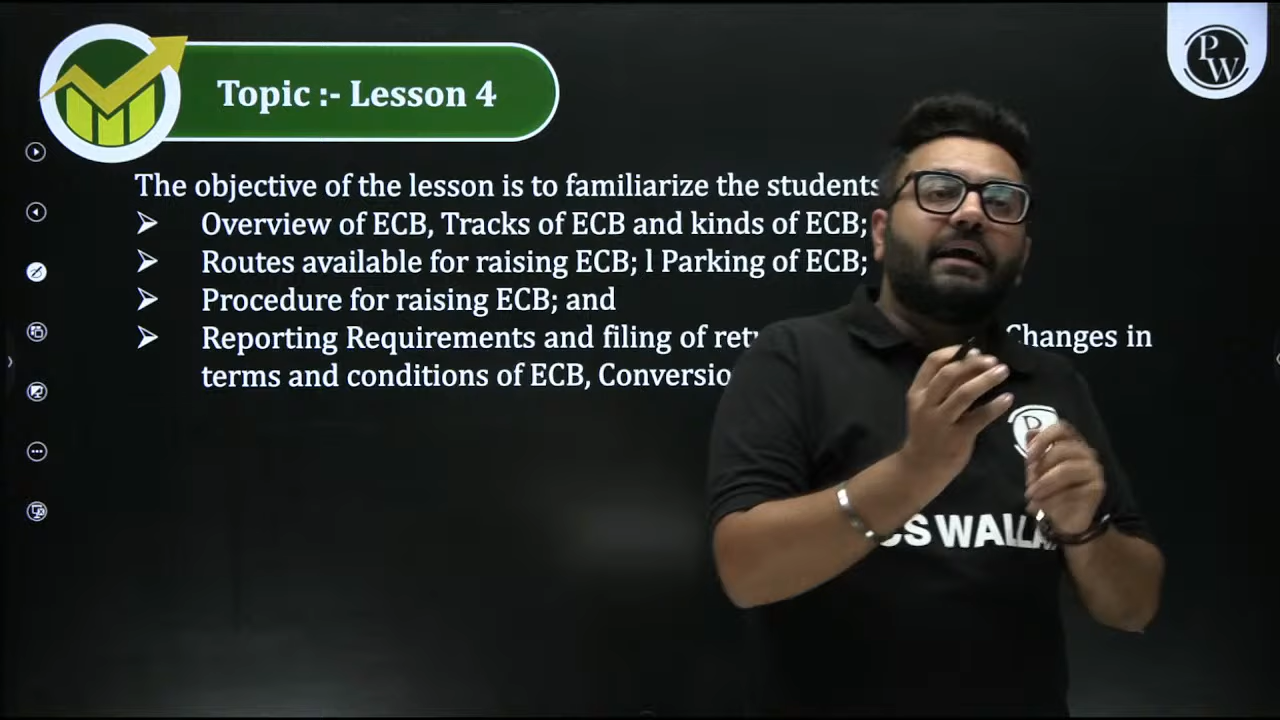 Topic :- Lesson 4
PW
The objective of the lesson is to familiarize the students
➢ Overview of ECB, Tracks of ECB and kinds of ECB;
➢ Routes available for raising ECB; l Parking of ECB;
➢ Procedure for raising ECB; and
➢ Reporting Requirements and filing of Changes in
terms and conditions of ECB,
CS